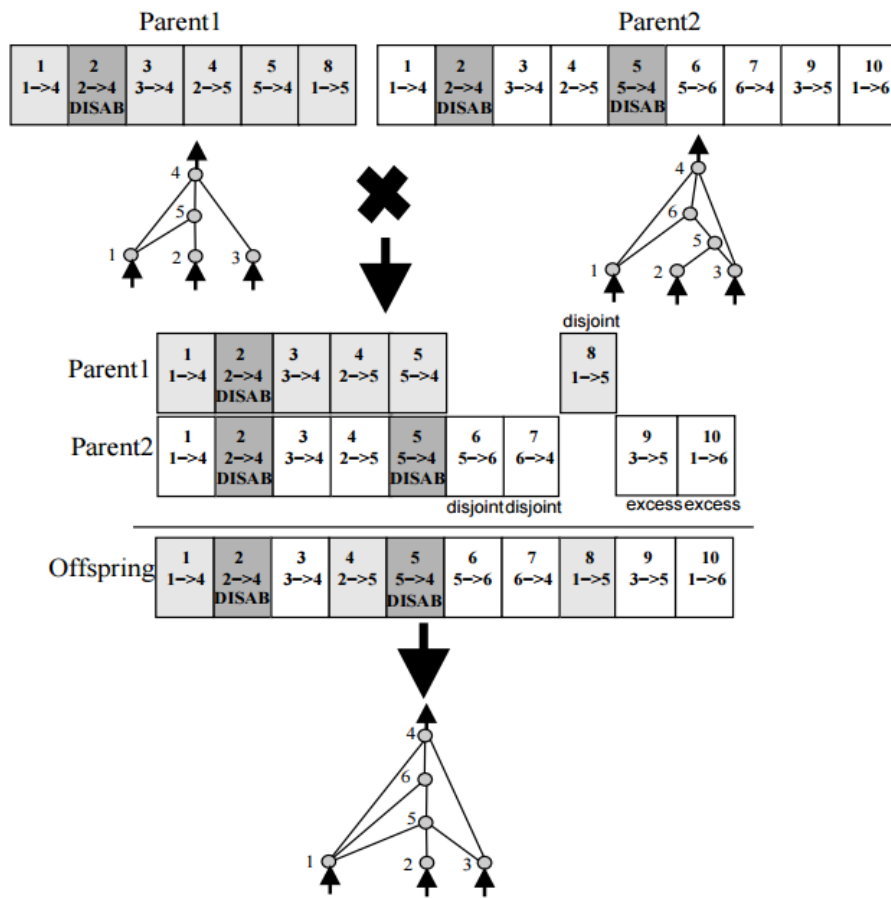 Parent1 Parent2
1 2 3 4 5 8 1 2 3 4 5 6 7 9 10
1->4 2->4 3->4 2->5 5->4 1->5 1->4 2->4 3->4 2->5 5->4 5->6 6->4 3->5 1->6
DISAB DISAB DISAB
4 4
5 6
5
1 2 3 1 2 3
disjoint
Parent1 1 2 3 4 5 8
1->4 2->4 3->4 2->5 5->4 1->5
DISAB
Parent2 1 2 3 4 5 6 7 9 10
1->4 2->4 3->4 2->5 5->4 5->6 6->4 3->5 1->6
DISAB DISAB
disjoint disjoint excess excess
Offspring 1 2 3 4 5 6 7 8 9 10
1->4 2->4 3->4 2->5 5->4 5->6 6->4 1->5 3->5 1->6
DISAB DISAB
4
6
5
1 2 3